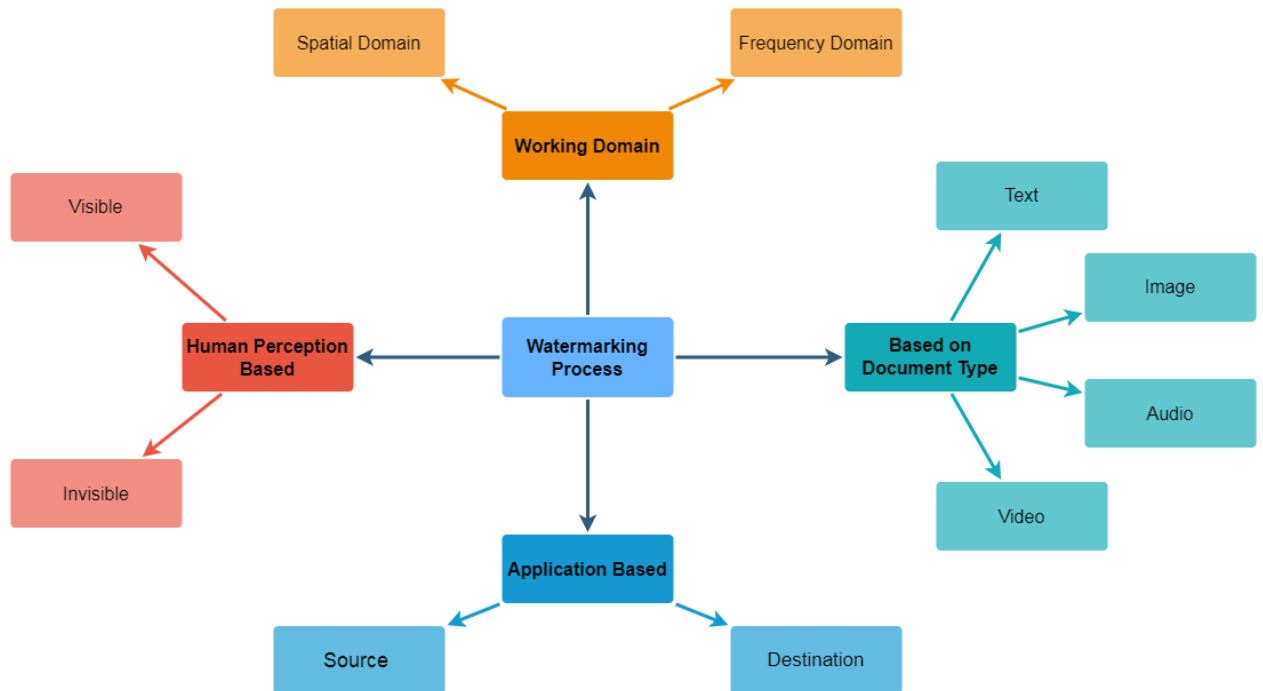 Spatial Domain
Frequency Domain
Working Domain
Visible
Text
Image
Human Perception
Based
Watermarking
Process
Based on
Document Type
Audio
Invisible
Video
Application Based
Source
Destination